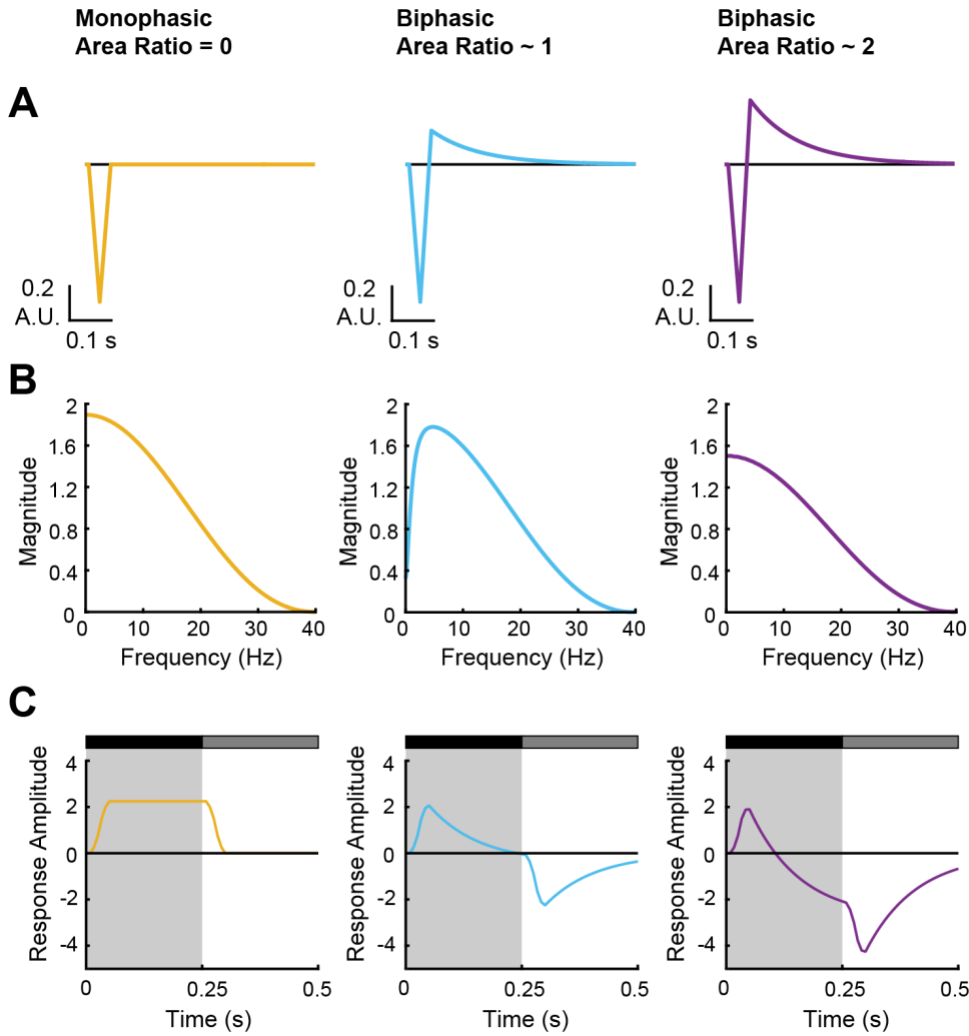 Monophasic
Area Ratio = 0
Biphasic
Area Ratio ~ 1
Biphasic
Area Ratio ~ 2
A
0.2
A.U.
0.1 s
0.2
A.U.
0.1 s
0.2
A.U.
0.1 s
B
Magnitude
2
1.6
1.2
0.8
0.4
0
0 10 20 30 40
Frequency (Hz)
Magnitude
2
1.6
1.2
0.8
0.4
0
0 10 20 30 40
Frequency (Hz)
Magnitude
2
1.6
1.2
0.8
0.4
0
0 10 20 30 40
Frequency (Hz)
C
Response Amplitude
4
2
0
-2
-4
0 0.25 0.5
Time (s)
Response Amplitude
4
2
0
-2
-4
0 0.25 0.5
Time (s)
Response Amplitude
4
2
0
-2
-4
0 0.25 0.5
Time (s)